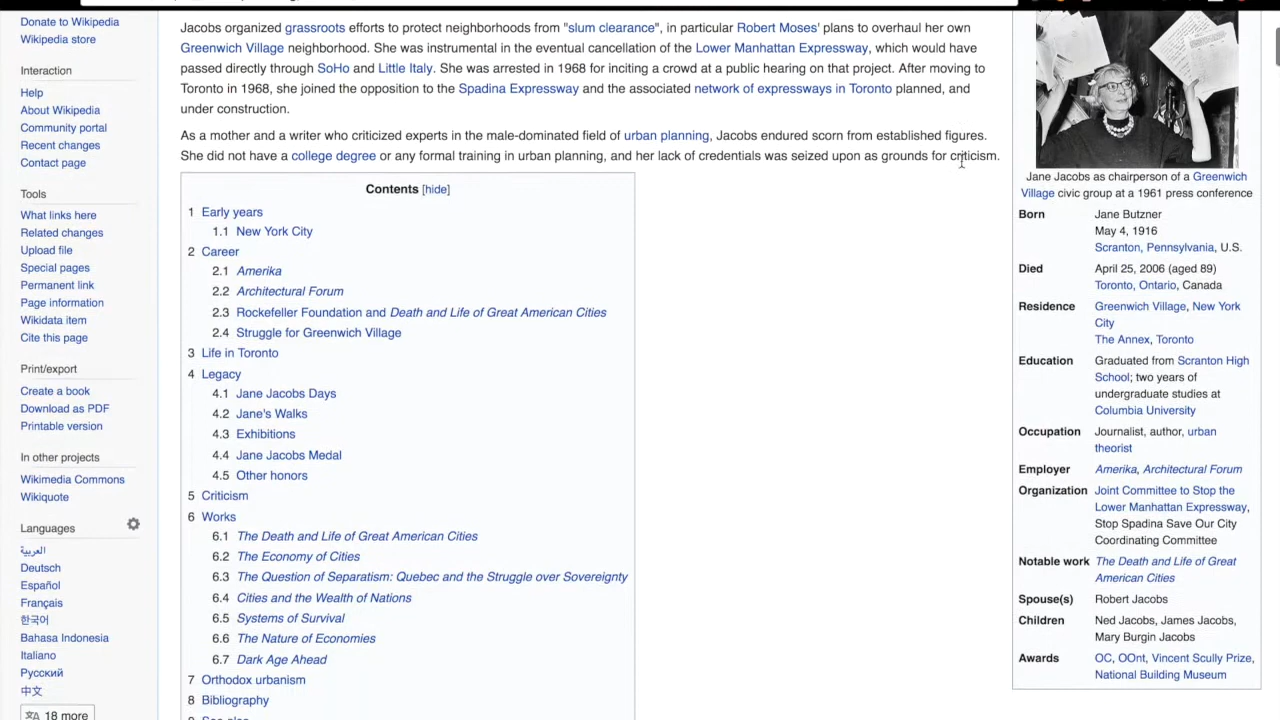 Donate to Wikipedia
Wikipedia store
Interaction
Help
About Wikipedia
Community portal
Recent changes
Contact page
Tools
What links here
Related changes
Upload file
Special pages
Permanent link
Page information
Wikidata item
Cite this page
Print/export
Create a book
Download as PDF
Printable version
In other projects
Wikimedia Commons
Wikiquote
Languages
العربية
Deutsch
Español
Français
한국어
Bahasa Indonesia
Italiano
Русский
中文
18 more
Jacobs organized grassroots efforts to protect neighborhoods from "slum clearance", in particular Robert Moses' plans to overhaul her own
Greenwich Village neighborhood. She was instrumental in the eventual cancellation of the Lower Manhattan Expressway, which would have
passed directly through SoHo and Little Italy. She was arrested in 1968 for inciting a crowd at a public hearing on that project. After moving to
Toronto in 1968, she joined the opposition to the Spadina Expressway and the associated network of expressways in Toronto planned, and
under construction.
As a mother and a writer who criticized experts in the male-dominated field of urban planning, Jacobs endured scorn from established figures.
She did not have a college degree or any formal training in urban planning, and her lack of credentials was seized upon as grounds for criticism.
Contents [hide]
1 Early years
1.1 New York City
2 Career
2.1 Amerika
2.2 Architectural Forum
2.3 Rockefeller Foundation and Death and Life of Great American Cities
2.4 Struggle for Greenwich Village
3 Life in Toronto
4 Legacy
4.1 Jane Jacobs Days
4.2 Jane's Walks
4.3 Exhibitions
4.4 Jane Jacobs Medal
4.5 Other honors
5 Criticism
6 Works
6.1 The Death and Life of Great American Cities
6.2 The Economy of Cities
6.3 The Question of Separatism: Quebec and the Struggle over Sovereignty
6.4 Cities and the Wealth of Nations
6.5 Systems of Survival
6.6 The Nature of Economies
6.7 Dark Age Ahead
7 Orthodox urbanism
8 Bibliography
Jane Jacobs as chairperson of a Greenwich
Village civic group at a 1961 press conference
Born Jane Butzner
May 4, 1916
Scranton, Pennsylvania, U.S.
Died April 25, 2006 (aged 89)
Toronto, Ontario, Canada
Residence Greenwich Village, New York
City
The Annex, Toronto
Education Graduated from Scranton High
School; two years of
undergraduate studies at
Columbia University
Occupation Journalist, author, urban
theorist
Employer Amerika, Architectural Forum
Organization Joint Committee to Stop the
Lower Manhattan Expressway,
Stop Spadina Save Our City
Coordinating Committee
Notable work The Death and Life of Great
American Cities
Spouse(s) Robert Jacobs
Children Ned Jacobs, James Jacobs,
Mary Burgin Jacobs
Awards OC, OOnt, Vincent Scully Prize,
National Building Museum